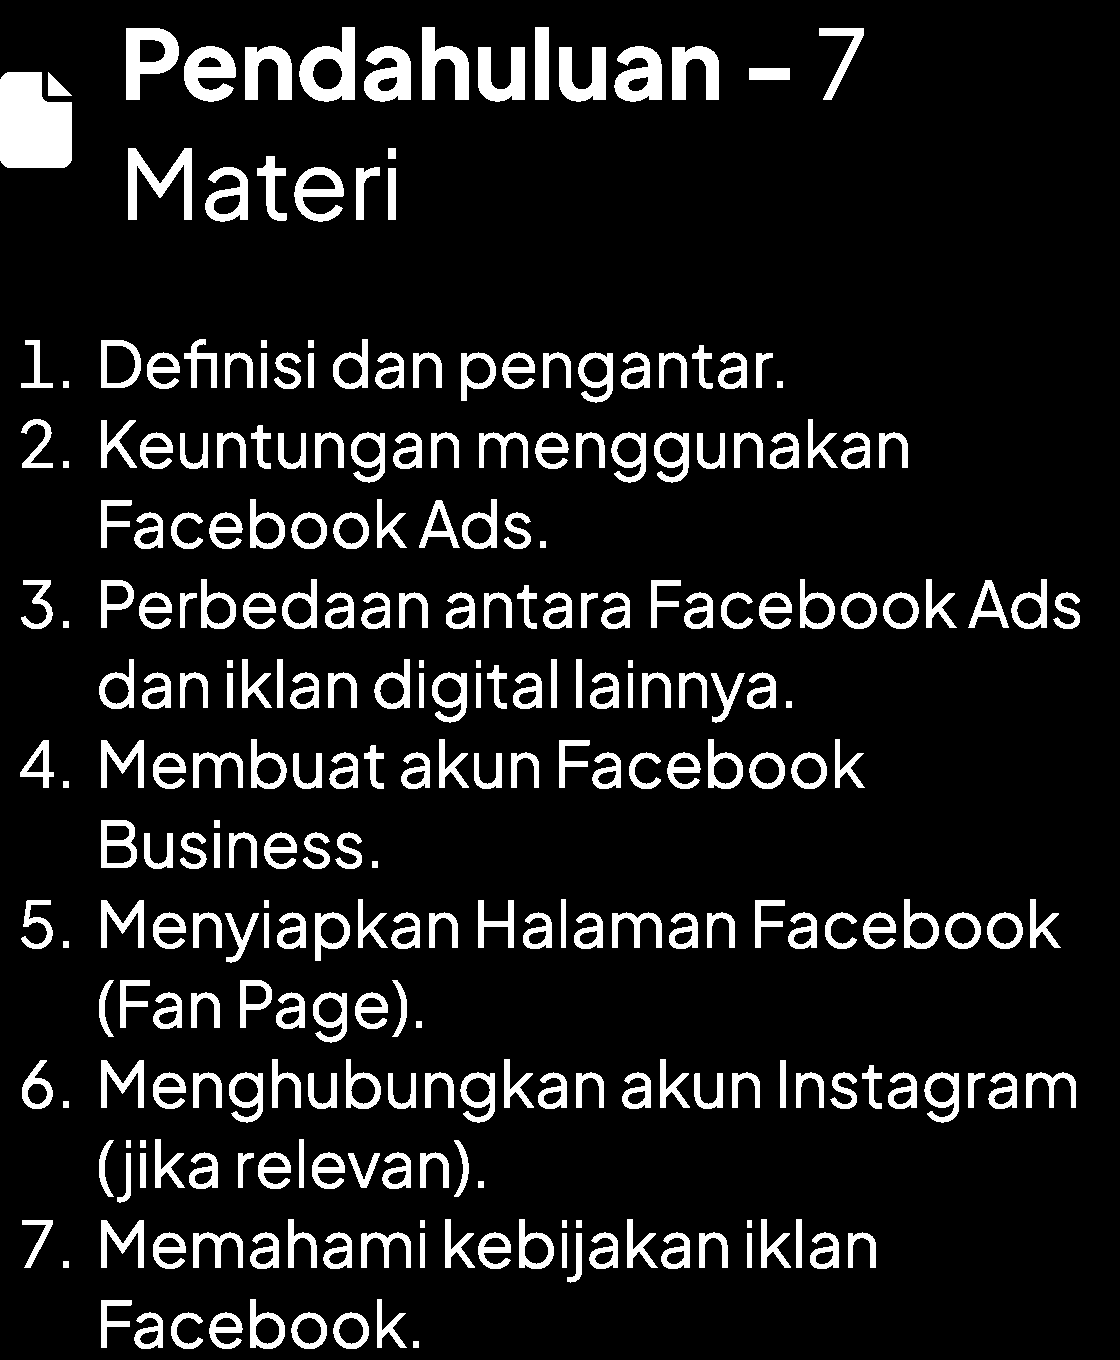 Pendahuluan – 7
Materi
1. Definisi dan pengantar.
2. Keuntungan menggunakan
Facebook Ads.
3. Perbedaan antara Facebook Ads
dan iklan digital lainnya.
4. Membuat akun Facebook
Business.
5. Menyiapkan Halaman Facebook
(Fan Page).
6. Menghubungkan akun Instagram
(jika relevan).
7. Memahami kebijakan iklan
Facebook.